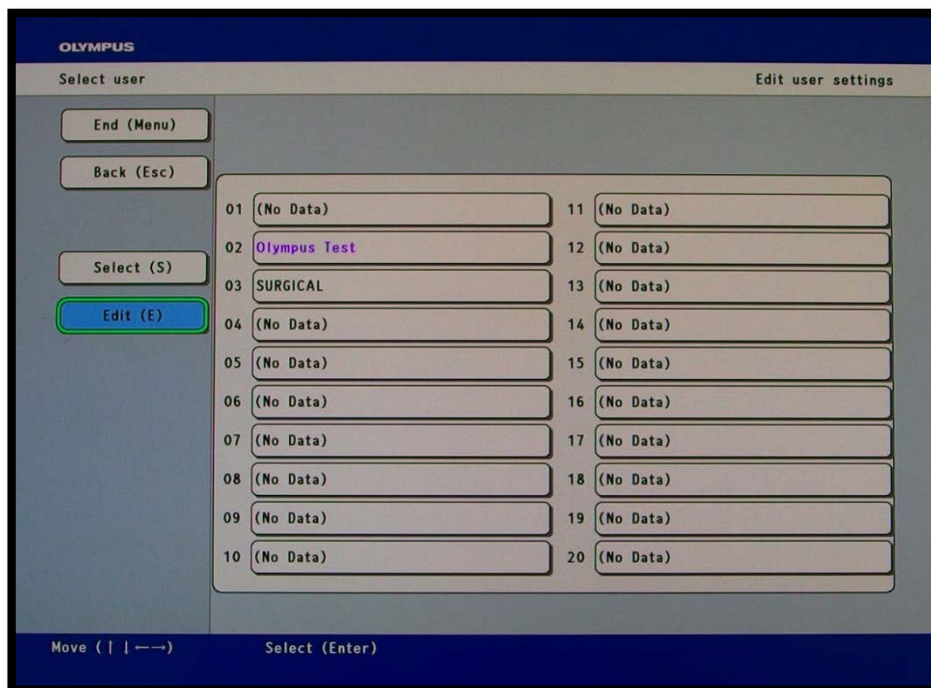 OLYMPUS
Select user
Edit user settings
End (Menu)
Back (Esc)
Select (S)
Edit (E)
01 (No Data)
02 Olympus Test
03 SURGICAL
04 (No Data)
05 (No Data)
06 (No Data)
07 (No Data)
08 (No Data)
09 (No Data)
10 (No Data)
11 (No Data)
12 (No Data)
13 (No Data)
14 (No Data)
15 (No Data)
16 (No Data)
17 (No Data)
18 (No Data)
19 (No Data)
20 (No Data)
Move (↑↓←→)
Select (Enter)